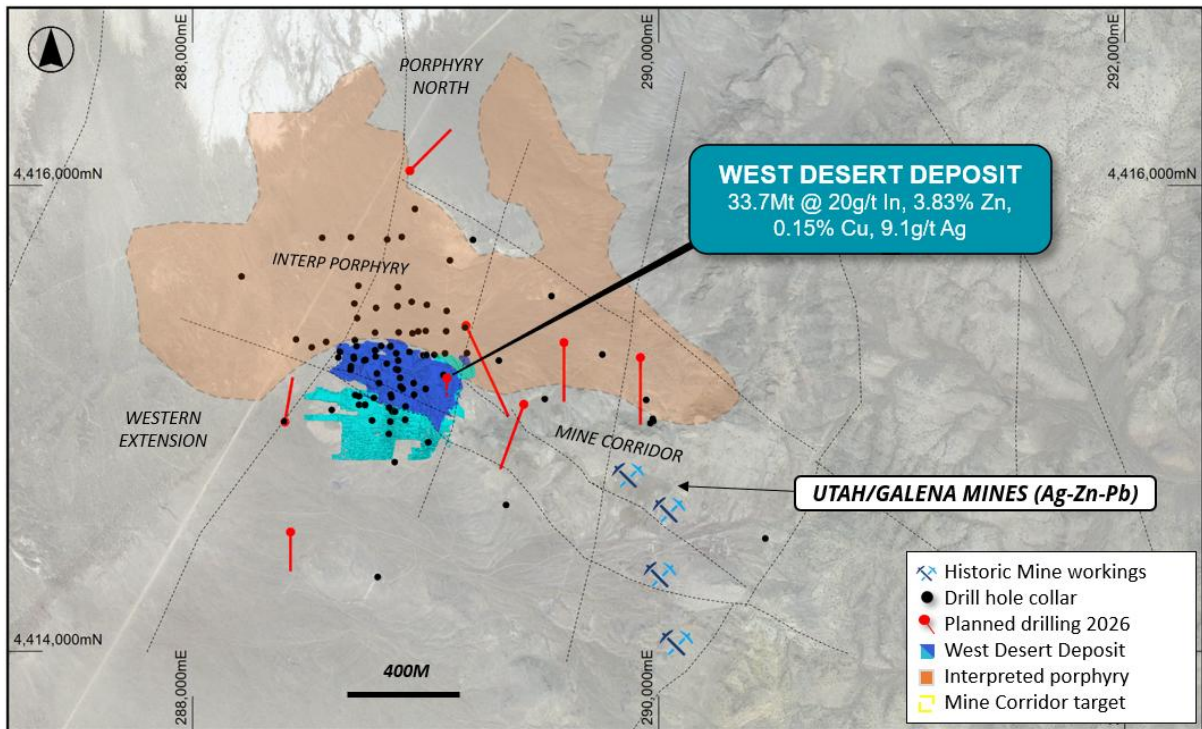 288,000mE
290,000mE
292,000mE
PORPHYRY
NORTH
4,416,000mN
4,416,000mN
WEST DESERT DEPOSIT
33.7Mt @ 20g/t In, 3.83% Zn,
0.15% Cu, 9.1g/t Ag
INTERP PORPHYRY
WESTERN
EXTENSION
MINE CORRIDOR
UTAH/GALENA MINES (Ag-Zn-Pb)
4,414,000mN
400M
288,000mE
290,000mE
Historic Mine workings
Drill hole collar
Planned drilling 2026
West Desert Deposit
Interpreted porphyry
Mine Corridor target